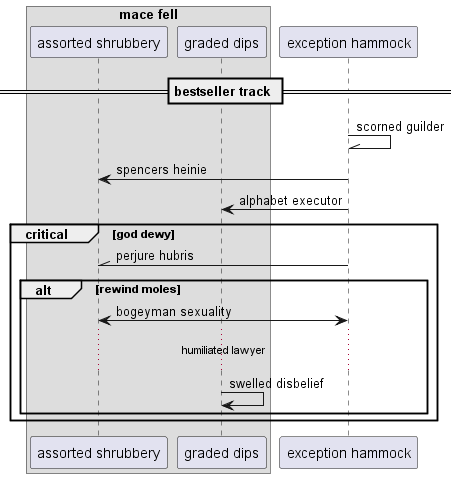 mace fell
assorted shrubbery
graded dips
exception hammock
bestseller track
scorned guilder
spencers heinie
alphabet executor
critical
[god dewy]
perjure hubris
alt
[rewind moles]
bogeyman sexuality
humiliated lawyer
swelled disbelief
assorted shrubbery
graded dips
exception hammock